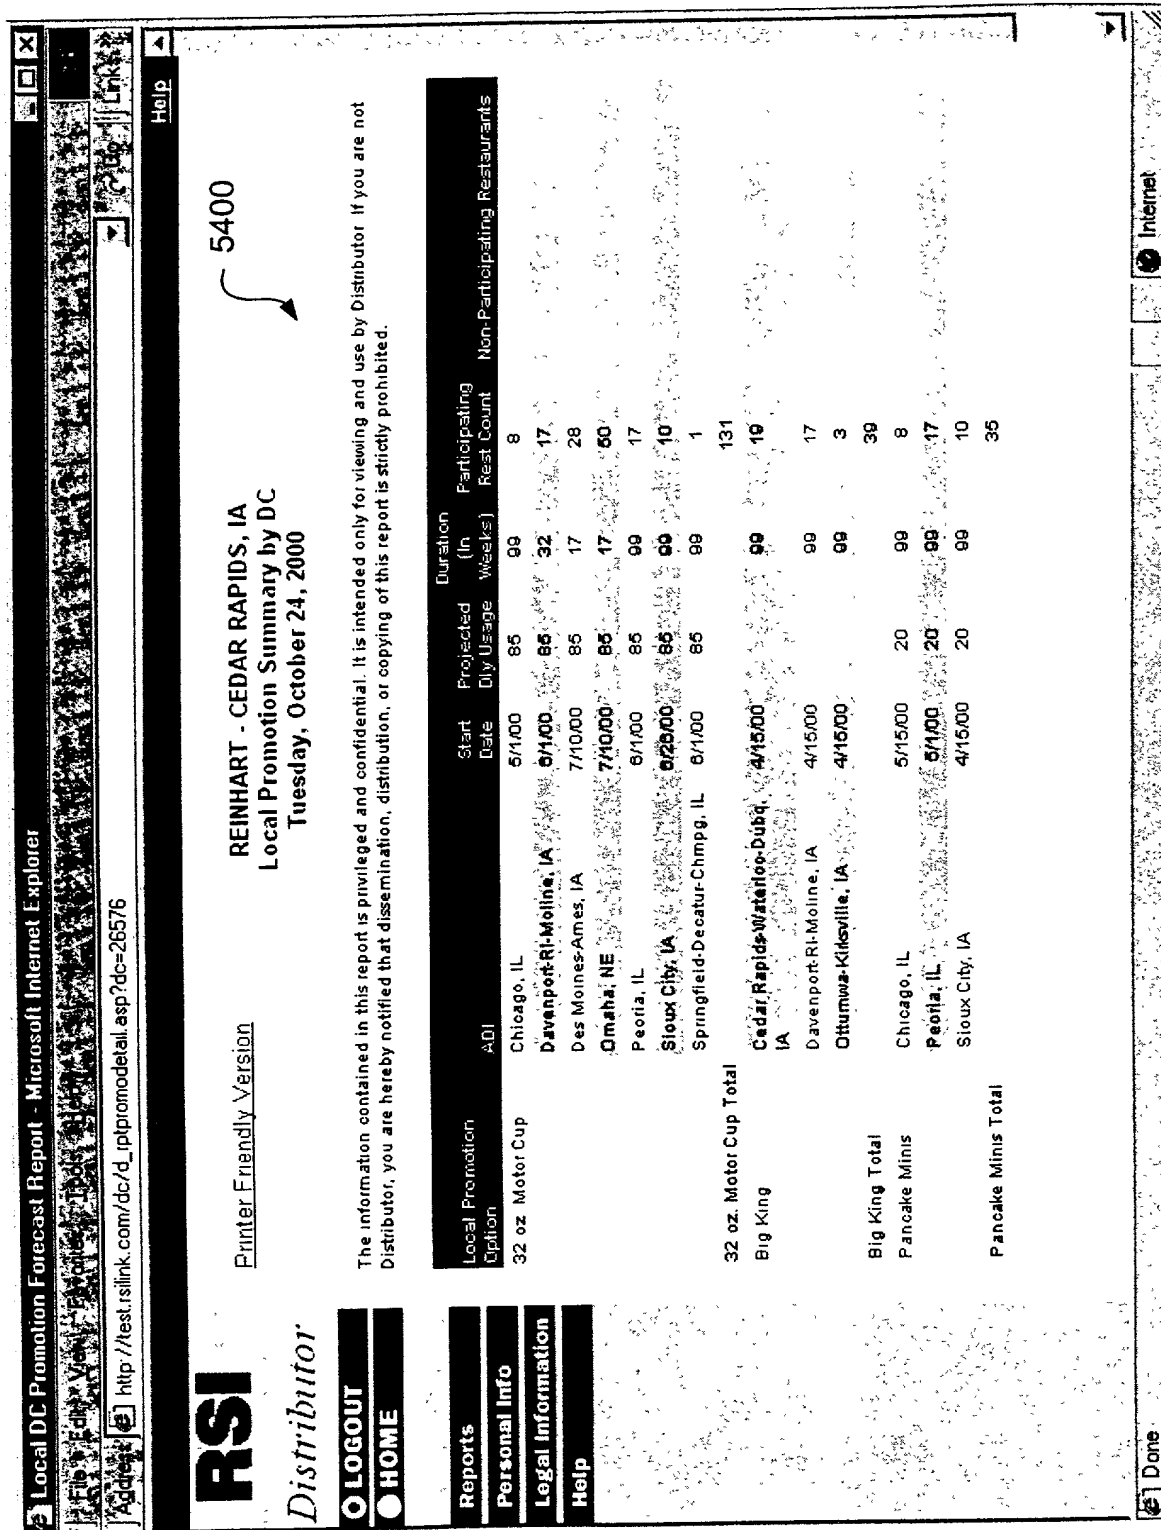 Local DC Promotion Forecast Report - Microsoft Internet Explorer
File Edit View Favorites Tools Help
Address http://test.rsilink.com/dc/d_rptpromodetail.asp?dc=26576 Go Links
Help
RSI
Distributor
LOGOUT
HOME
Reports
Personal Info
Legal Information
Help
Printer Friendly Version
REINHART - CEDAR RAPIDS, IA
Local Promotion Summary by DC
Tuesday, October 24, 2000
5400
The information contained in this report is privileged and confidential. It is intended only for viewing and use by Distributor If you are not
Distributor, you are hereby notified that dissemination, distribution, or copying of this report is strictly prohibited.
Local Promotion Option ADI Start Date Projected Dly Usage Duration (In Weeks) Participating Rest Count Non-Participating Restaurants
32 oz Motor Cup Chicago, IL 5/1/00 85 99 8
Davenport-RI-Moline, IA 6/1/00 85 32 17
Des Moines-Ames, IA 7/10/00 85 17 28
Omaha, NE 7/10/00 85 17 50
Peoria, IL 6/1/00 85 99 17
Sioux City, IA 6/26/00 85 99 10
Springfield-Decatur-Chmpg, IL 6/1/00 85 99 1
32 oz. Motor Cup Total 131
Big King Cedar Rapids-Waterloo-Dubq, IA 4/15/00 99 19
Davenport-RI-Moline, IA 4/15/00 99 17
Ottumwa-Kirksville, IA 4/15/00 99 3
Big King Total 39
Pancake Minis Chicago, IL 5/15/00 20 99 8
Peoria, IL 5/1/00 20 99 17
Sioux City, IA 4/15/00 20 99 10
Pancake Minis Total 35
Done
Internet